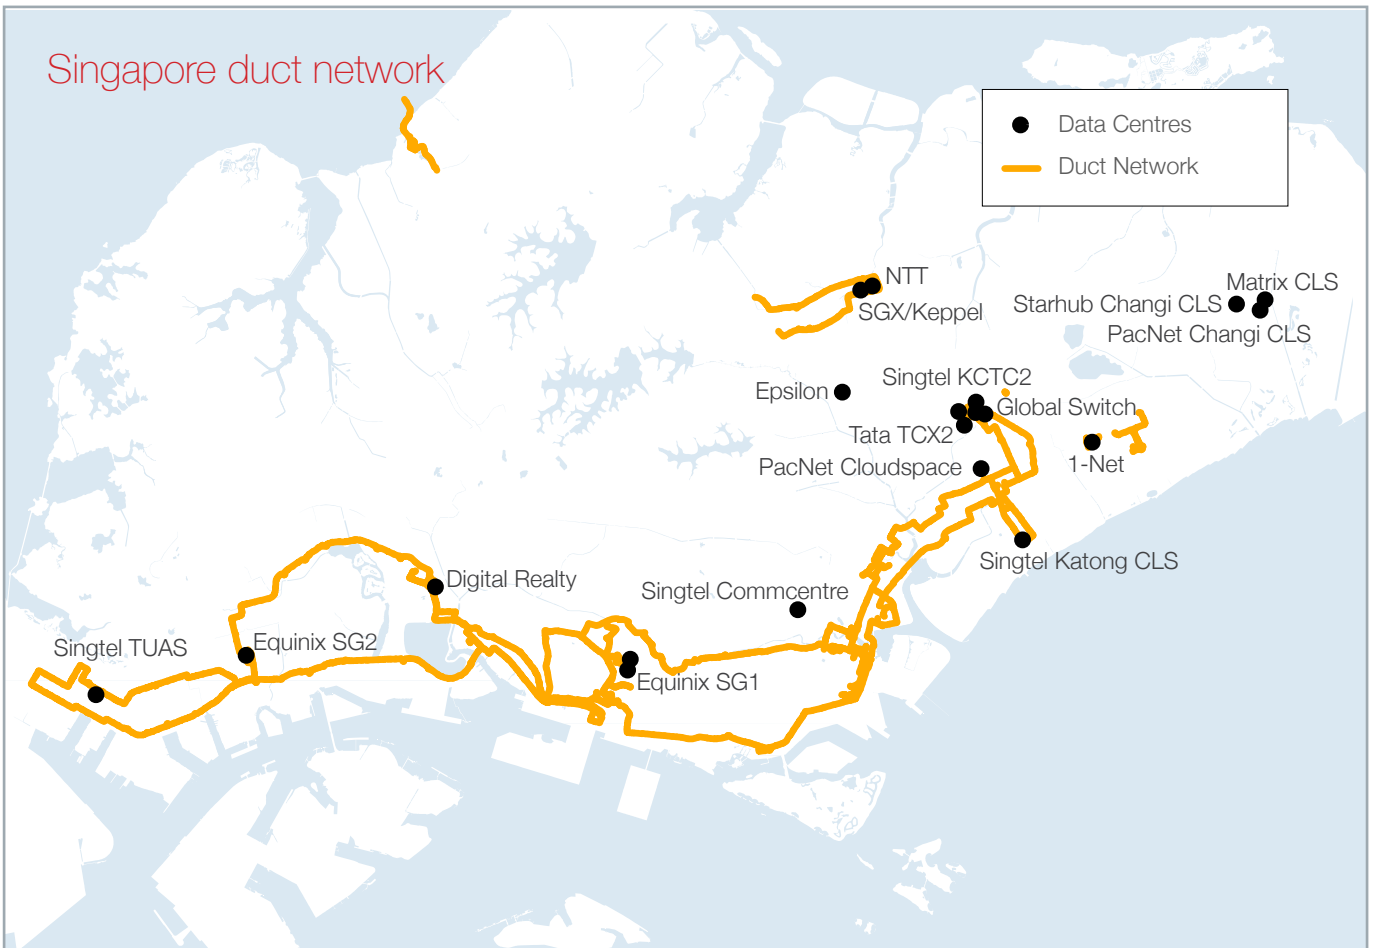 Singapore duct network
Data Centres
Duct Network
NTT
SGX/Keppel
Matrix CLS
Starhub Changi CLS
PacNet Changi CLS
Epsilon
Singtel KCTC2
Global Switch
Tata TCX2
1-Net
PacNet Cloudspace
Singtel Katong CLS
Digital Realty
Singtel Commcentre
Singtel TUAS
Equinix SG2
Equinix SG1